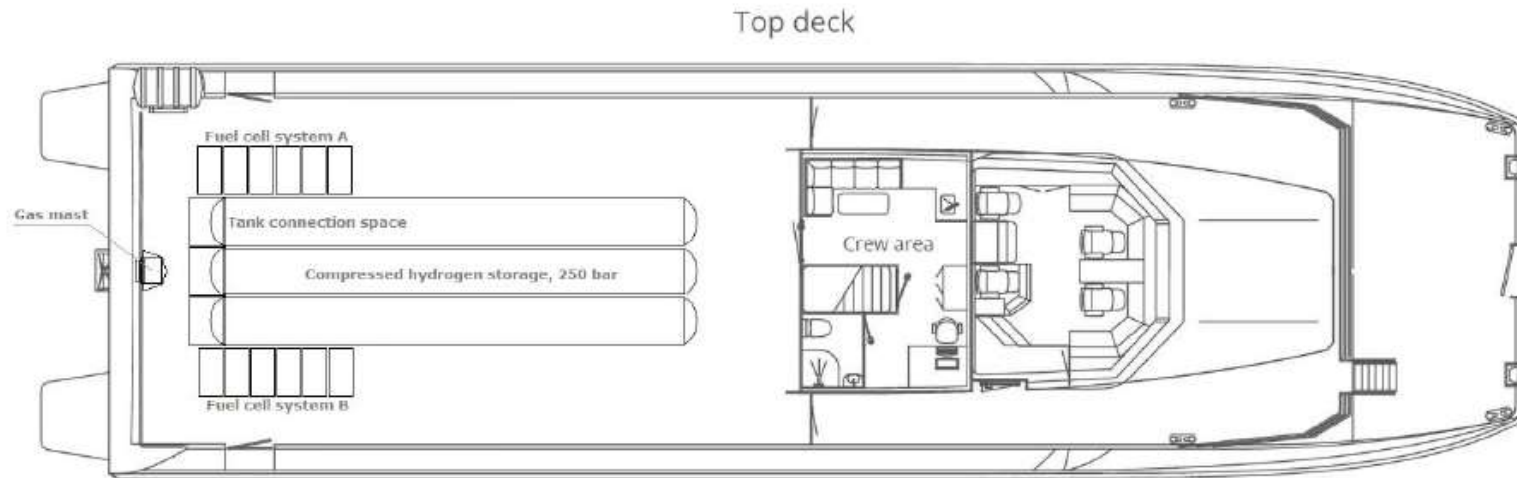 Top deck
Fuel cell system A
Gas mast
Tank connection space
Crew area
Compressed hydrogen storage, 250 bar
Fuel cell system B